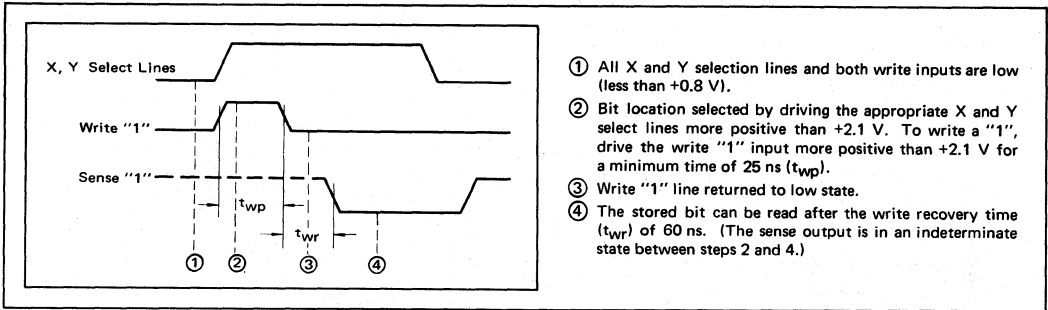 X, Y Select Lines
Write "1"
Sense "1"
twp
twr
① ② ③ ④
① All X and Y selection lines and both write inputs are low
(less than +0.8 V).
② Bit location selected by driving the appropriate X and Y
select lines more positive than +2.1 V. To write a "1",
drive the write "1" input more positive than +2.1 V for
a minimum time of 25 ns (twp).
③ Write "1" line returned to low state.
④ The stored bit can be read after the write recovery time
(twr) of 60 ns. (The sense output is in an indeterminate
state between steps 2 and 4.)